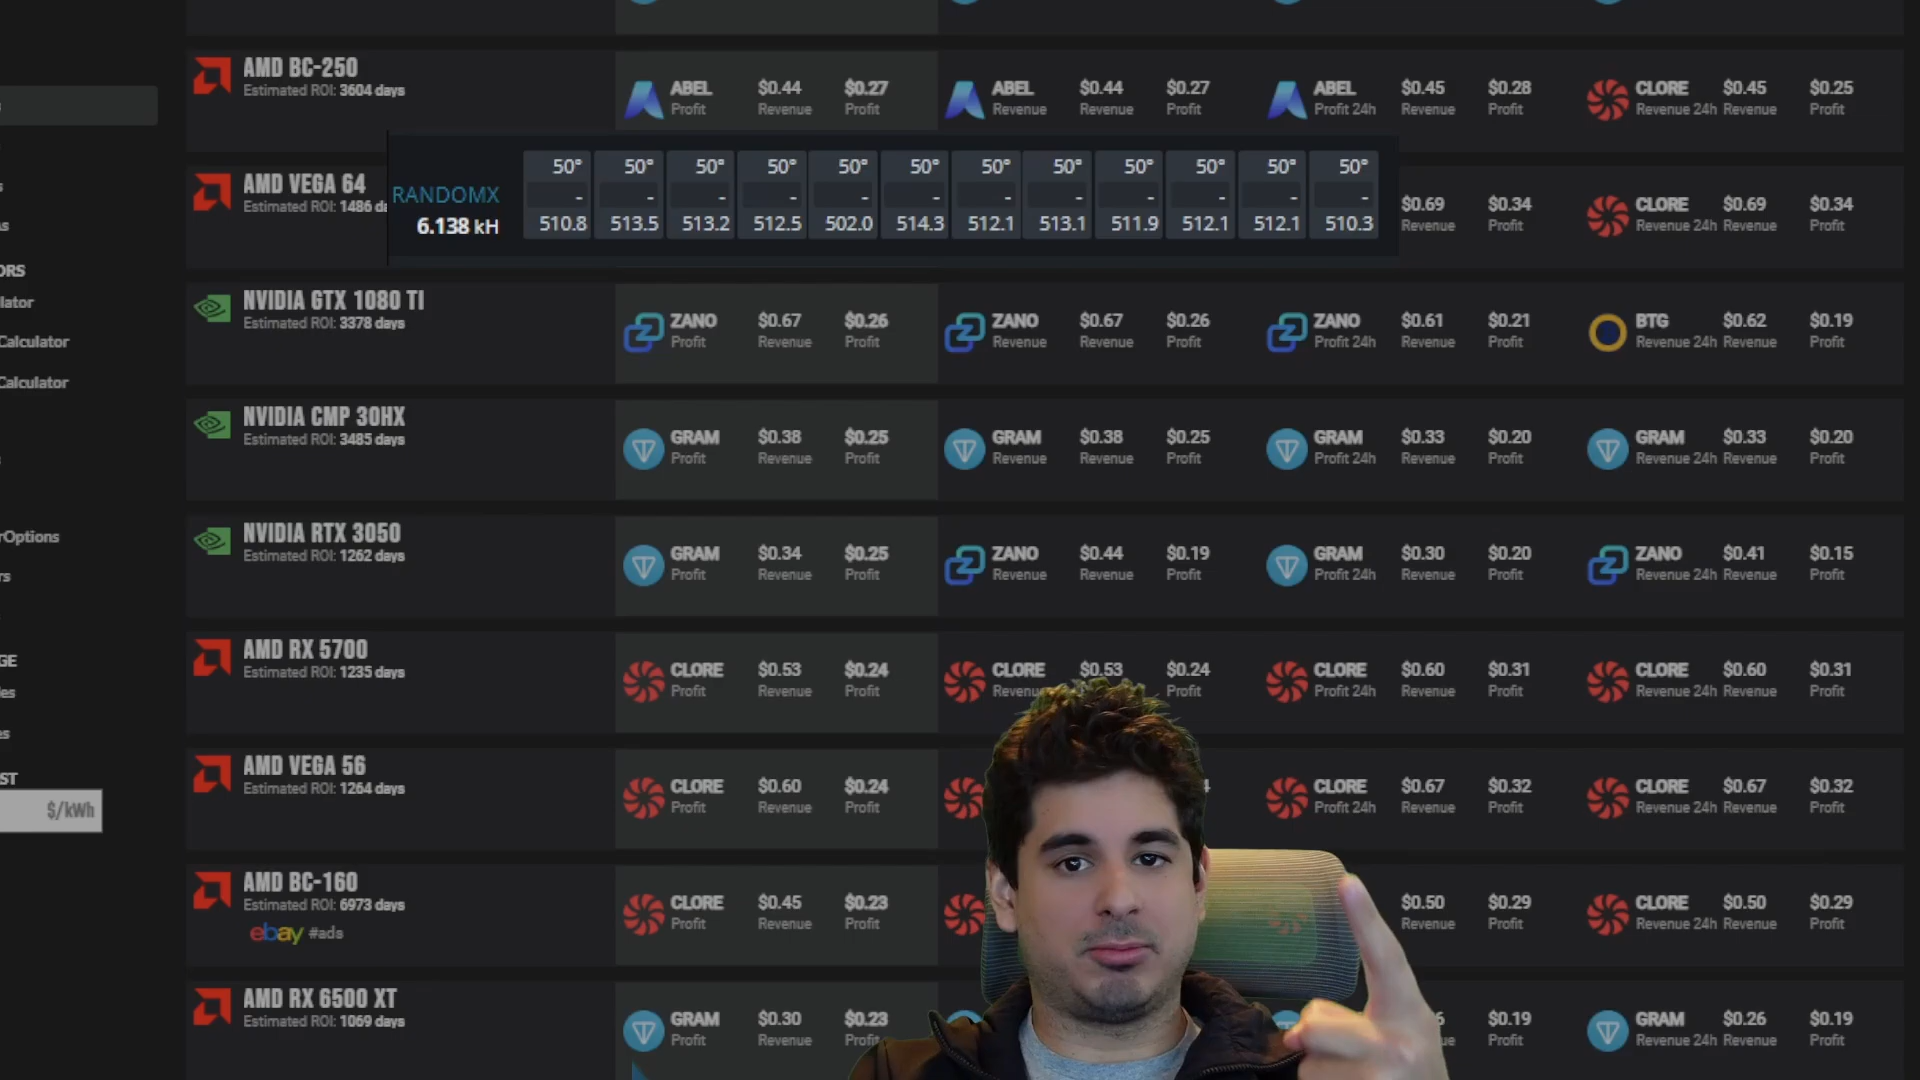 AMD BC-250
Estimated ROI: 3604 days
ABEL $0.44 $0.27 ABEL $0.44 $0.27 ABEL $0.45 $0.28 CLORE $0.45 $0.25
Profit Revenue Profit Revenue Revenue Profit Profit 24h Revenue Profit Revenue 24h Revenue Profit
50° 50° 50° 50° 50° 50° 50° 50° 50° 50° 50° 50°
- - - - - - - - - - - -
RANDOMX
6.138 kH 510.8 513.5 513.2 512.5 502.0 514.3 512.1 513.1 511.9 512.1 512.1 510.3
AMD VEGA 64
Estimated ROI: 1486
$0.69 $0.34 CLORE $0.69 $0.34
Revenue Profit Revenue 24h Revenue Profit
ORS
lator
Calculator
Calculator
NVIDIA GTX 1080 TI
Estimated ROI: 3378 days
ZANO $0.67 $0.26 ZANO $0.67 $0.26 ZANO $0.61 $0.21 BTG $0.62 $0.19
Profit Revenue Profit Revenue Revenue Profit Profit 24h Revenue Profit Revenue 24h Revenue Profit
NVIDIA CMP 30HX
Estimated ROI: 3485 days
GRAM $0.38 $0.25 GRAM $0.38 $0.25 GRAM $0.33 $0.20 GRAM $0.33 $0.20
Profit Revenue Profit Revenue Revenue Profit Profit 24h Revenue Profit Revenue 24h Revenue Profit
NVIDIA RTX 3050
Estimated ROI: 1262 days
GRAM $0.34 $0.25 ZANO $0.44 $0.19 GRAM $0.30 $0.20 ZANO $0.41 $0.15
Profit Revenue Profit Revenue Revenue Profit Profit 24h Revenue Profit Revenue 24h Revenue Profit
rOptions
rs
GE
les
es
ST
$/kWh
AMD RX 5700
Estimated ROI: 1235 days
CLORE $0.53 $0.24 CLORE $0.53 $0.24 CLORE $0.60 $0.31 CLORE $0.60 $0.31
Profit Revenue Profit Revenu Profit Profit 24h Revenue Profit Revenue 24h Revenue Profit
AMD VEGA 56
Estimated ROI: 1264 days
CLORE $0.60 $0.24 4 CLORE $0.67 $0.32 CLORE $0.67 $0.32
Profit Revenue Profit Profit 24h Revenue Profit Revenue 24h Revenue Profit
AMD BC-160
Estimated ROI: 6973 days
ebay #ads
CLORE $0.45 $0.23 $0.50 $0.29 CLORE $0.50 $0.29
Profit Revenue Profit Revenue Profit Revenue 24h Revenue Profit
AMD RX 6500 XT
Estimated ROI: 1069 days
GRAM $0.30 $0.23 6 $0.19 GRAM $0.26 $0.19
Profit Revenue Profit Profit Revenue 24h Revenue Profit